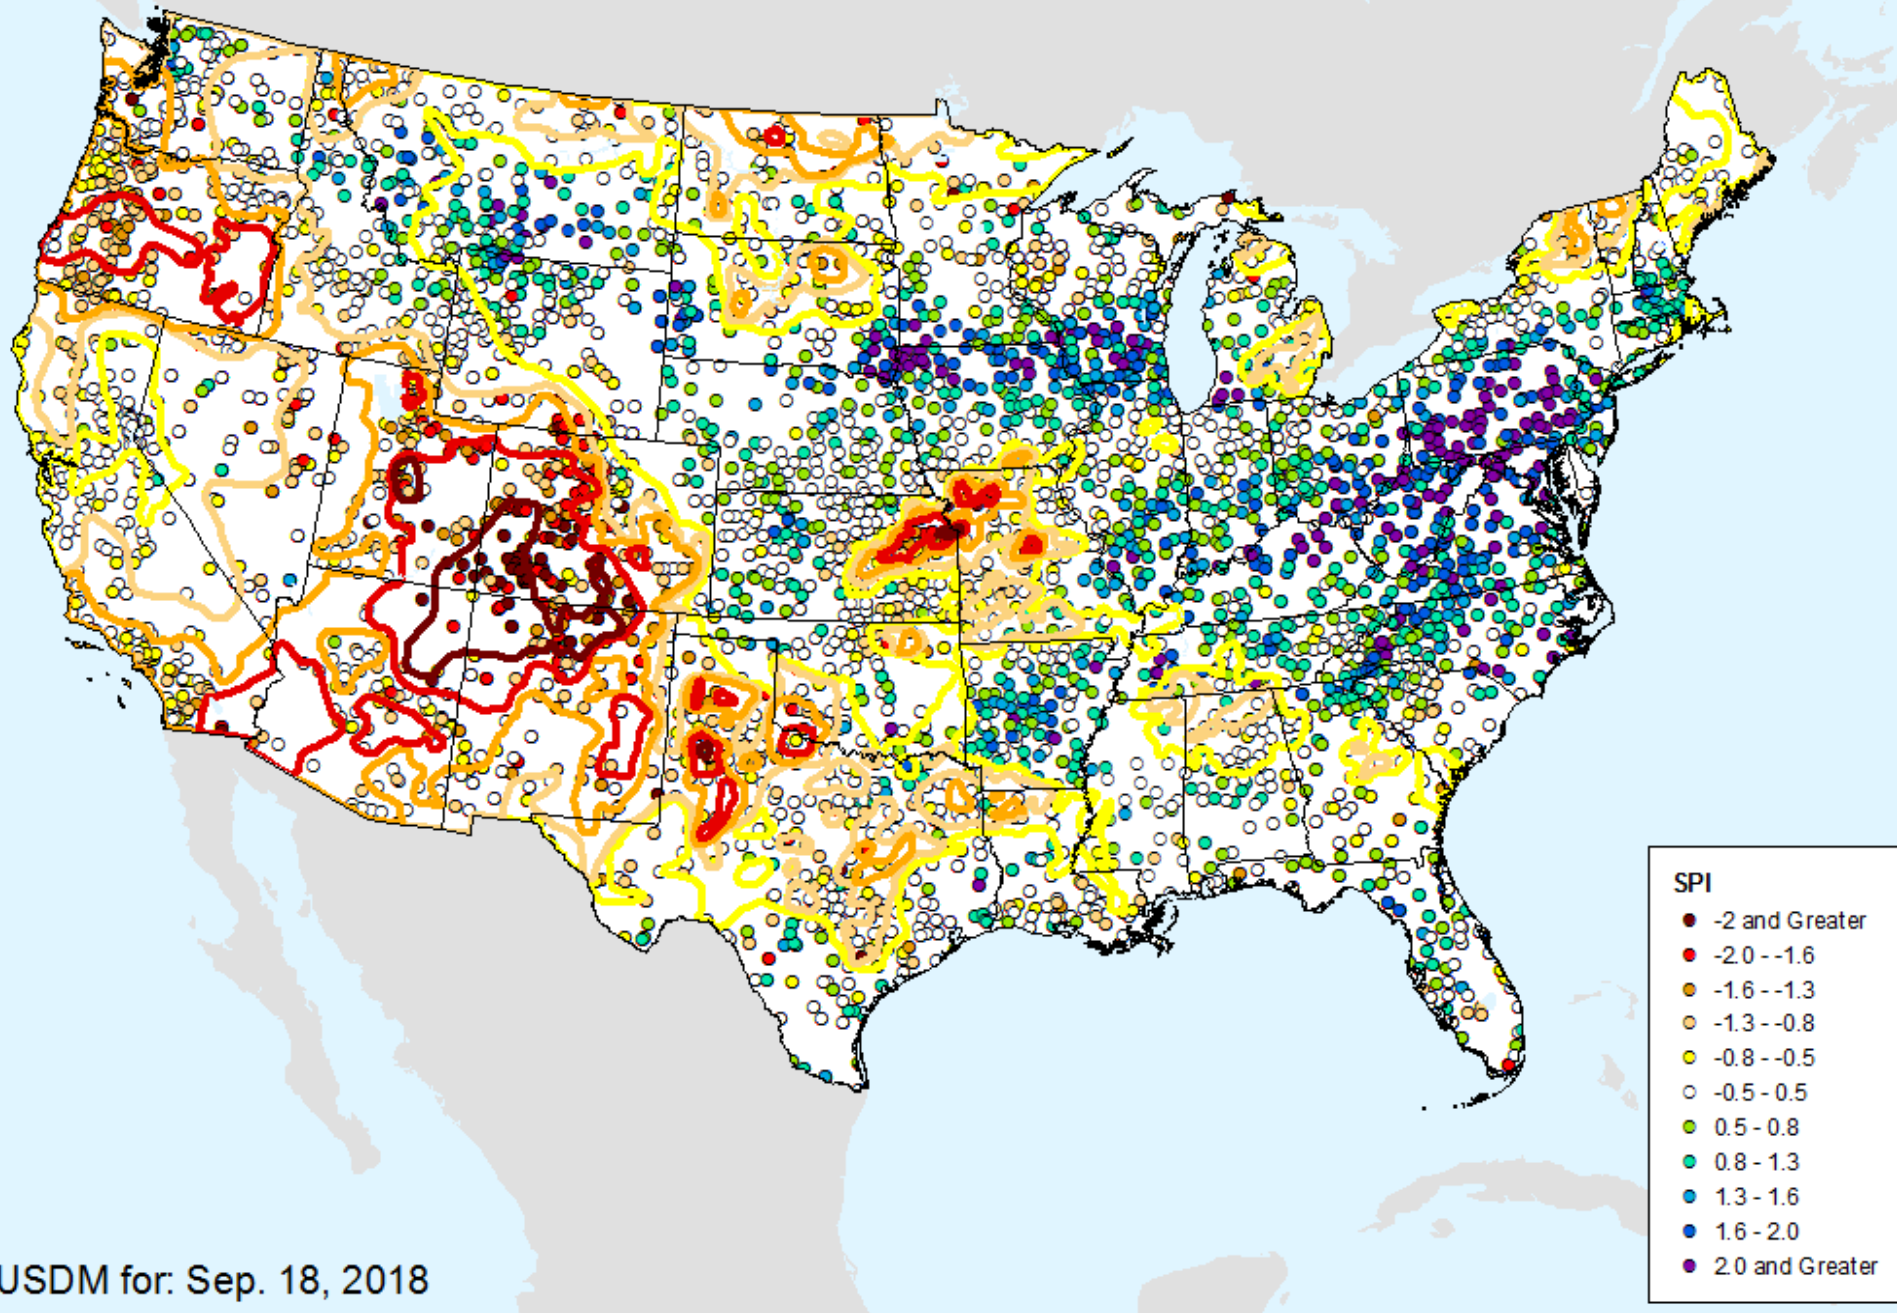 SPI
-2 and Greater
-2.0 - -1.6
-1.6 - -1.3
-1.3 - -0.8
-0.8 - -0.5
-0.5 - 0.5
0.5 - 0.8
0.8 - 1.3
1.3 - 1.6
1.6 - 2.0
2.0 and Greater
USDM for: Sep. 18, 2018